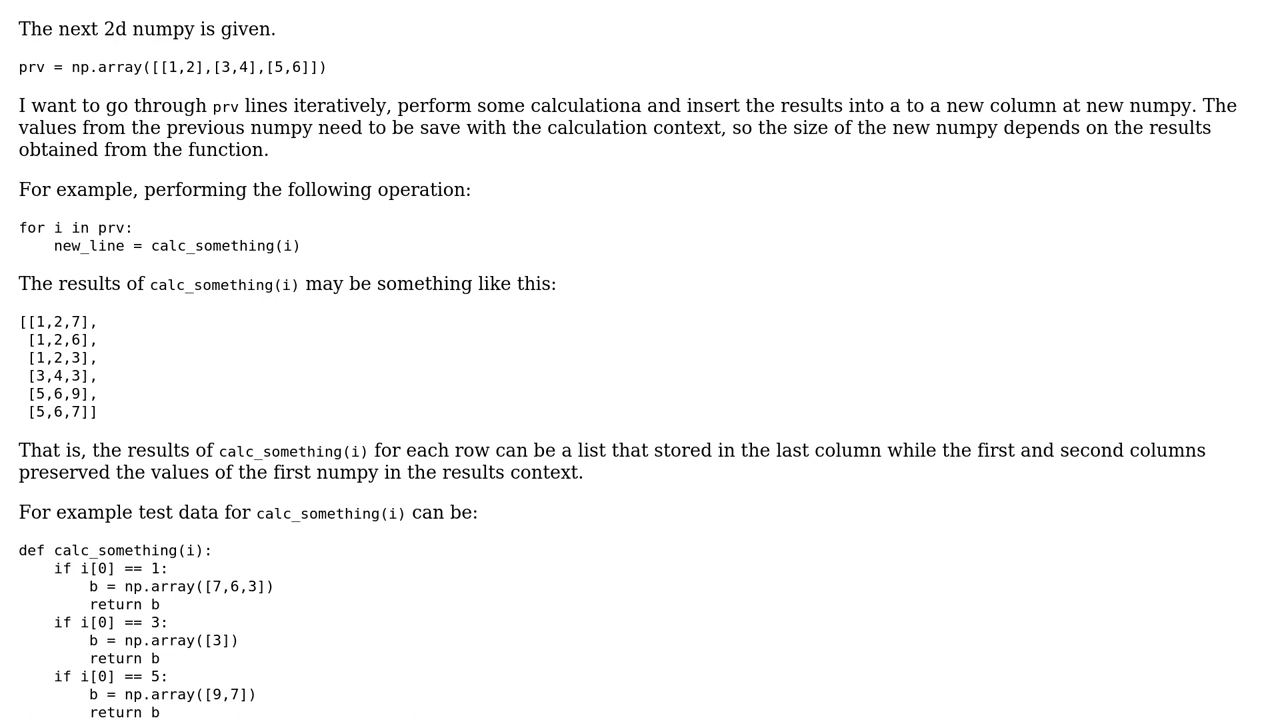 The next 2d numpy is given.
prv = np.array([[1,2],[3,4],[5,6]])
I want to go through prv lines iteratively, perform some calculationa and insert the results into a to a new column at new numpy. The
values from the previous numpy need to be save with the calculation context, so the size of the new numpy depends on the results
obtained from the function.
For example, performing the following operation:
for i in prv:
    new_line = calc_something(i)
The results of calc_something(i) may be something like this:
[[1,2,7],
 [1,2,6],
 [1,2,3],
 [3,4,3],
 [5,6,9],
 [5,6,7]]
That is, the results of calc_something(i) for each row can be a list that stored in the last column while the first and second columns
preserved the values of the first numpy in the results context.
For example test data for calc_something(i) can be:
def calc_something(i):
    if i[0] == 1:
        b = np.array([7,6,3])
        return b
    if i[0] == 3:
        b = np.array([3])
        return b
    if i[0] == 5:
        b = np.array([9,7])
        return b